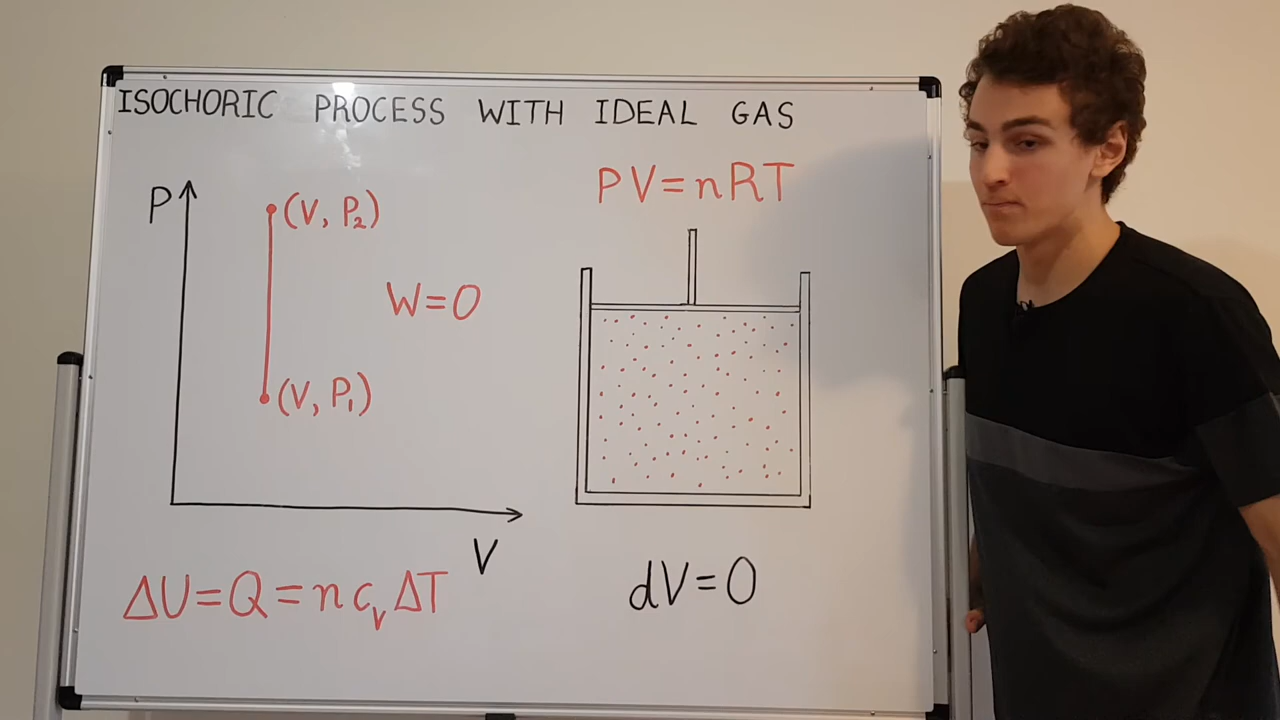 ISOCHORIC PROCESS WITH IDEAL GAS
PV=nRT
P
(V, P₂)
W=0
(V, P₁)
V
ΔU=Q=ncᵥΔT
dV=0